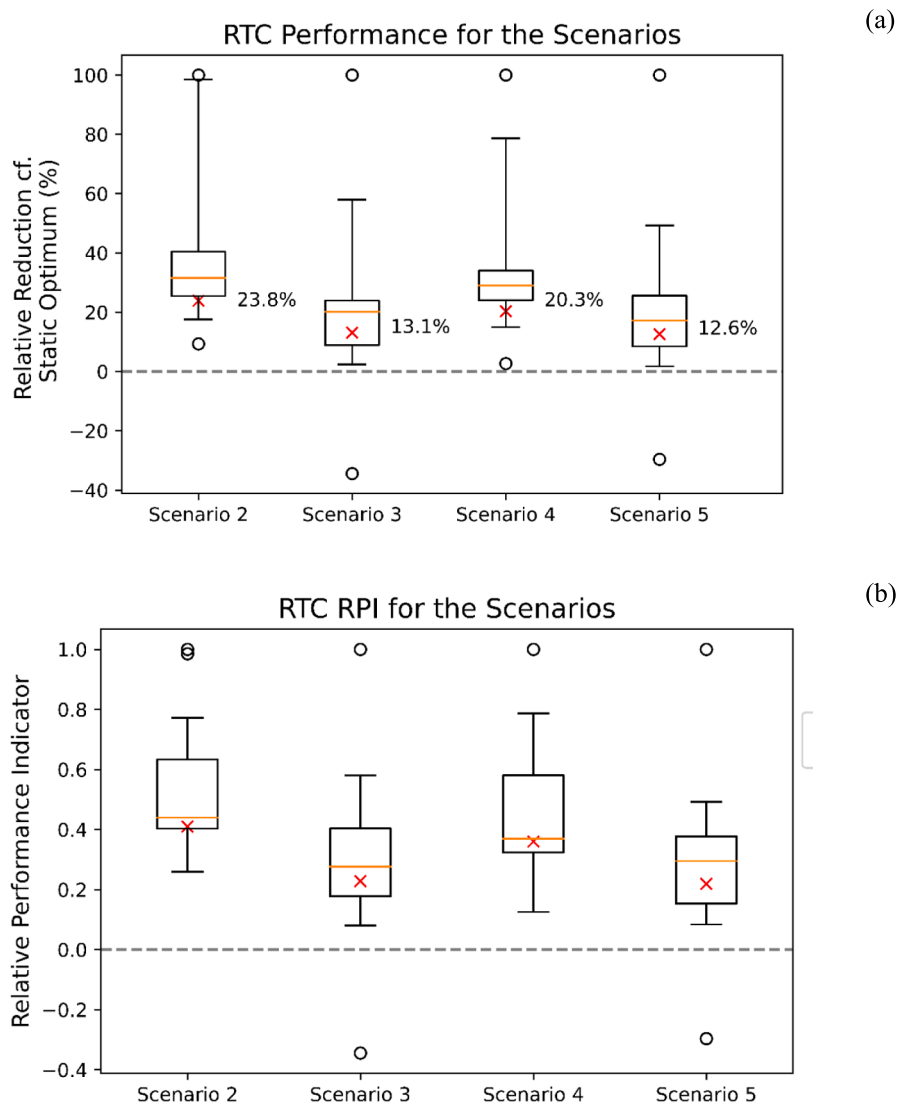 (a)
RTC Performance for the Scenarios
Relative Reduction cf.
Static Optimum (%)
100
80
60
40
20
0
−20
−40
23.8%
13.1%
20.3%
12.6%
Scenario 2
Scenario 3
Scenario 4
Scenario 5
(b)
RTC RPI for the Scenarios
Relative Performance Indicator
1.0
0.8
0.6
0.4
0.2
0.0
−0.2
−0.4
Scenario 2
Scenario 3
Scenario 4
Scenario 5